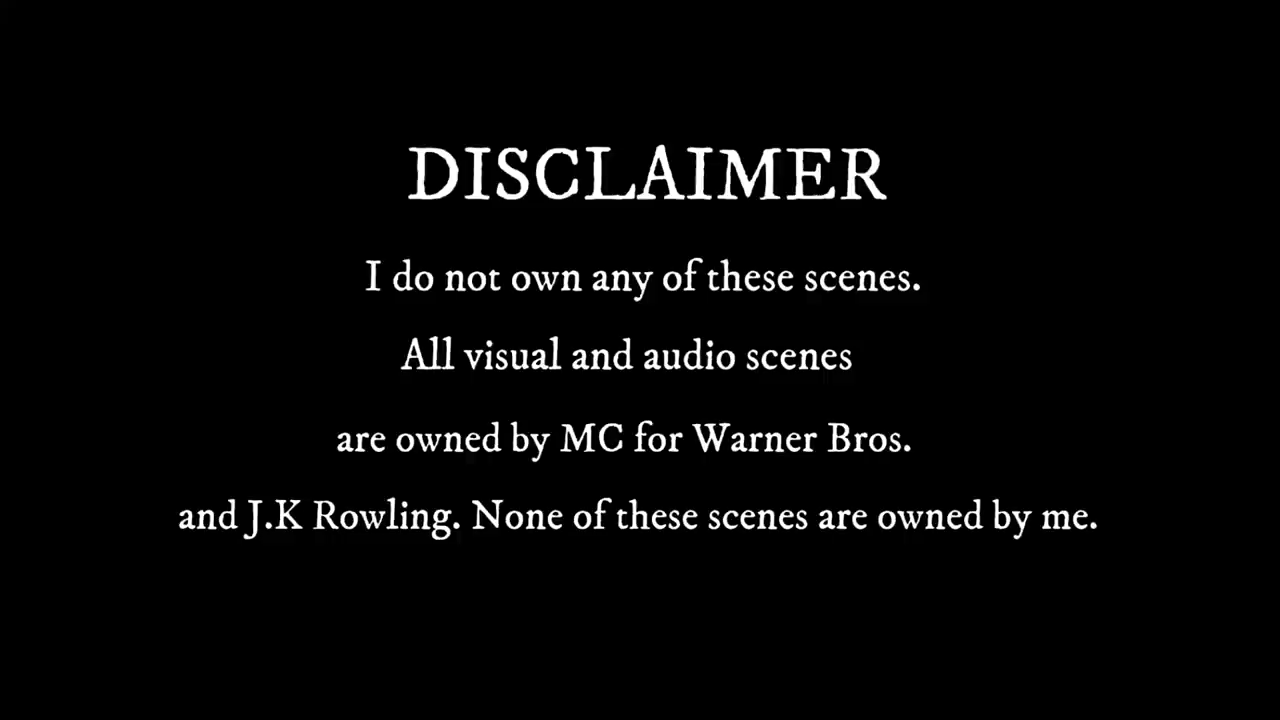 DISCLAIMER
I do not own any of these scenes.
All visual and audio scenes
are owned by MC for Warner Bros.
and J.K Rowling. None of these scenes are owned by me.